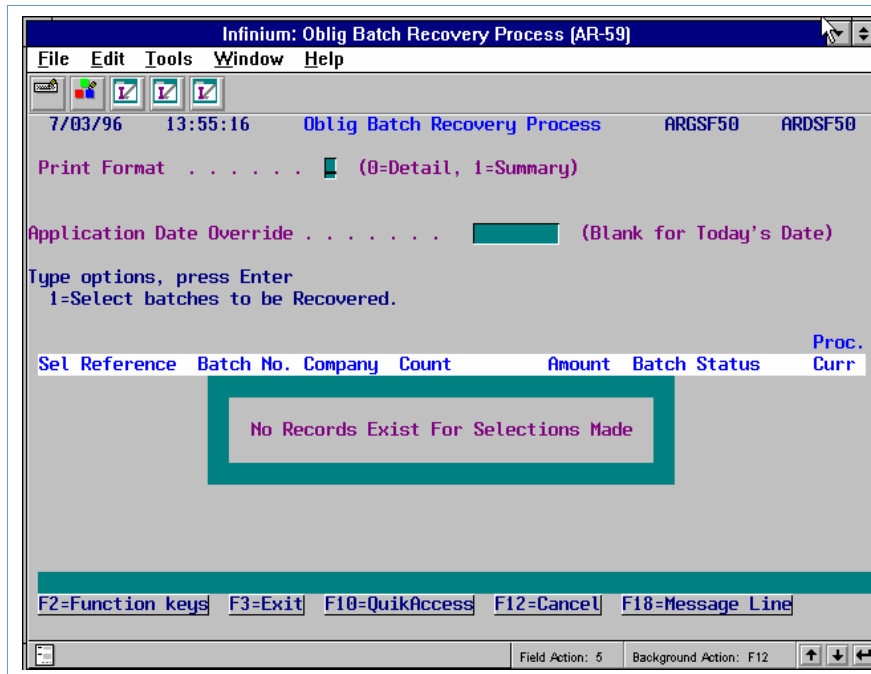 Infinium: Oblig Batch Recovery Process (AR-59)
File Edit Tools Window Help
7/03/96 13:55:16 Oblig Batch Recovery Process ARGSF50 ARDSF50
Print Format . . . . . . (0=Detail, 1=Summary)
Application Date Override . . . . . . . (Blank for Today's Date)
Type options, press Enter
1=Select batches to be Recovered.
Proc.
Sel Reference Batch No. Company Count Amount Batch Status Curr
No Records Exist For Selections Made
F2=Function keys F3=Exit F10=QuikAccess F12=Cancel F18=Message Line
Field Action: 5 Background Action: F12